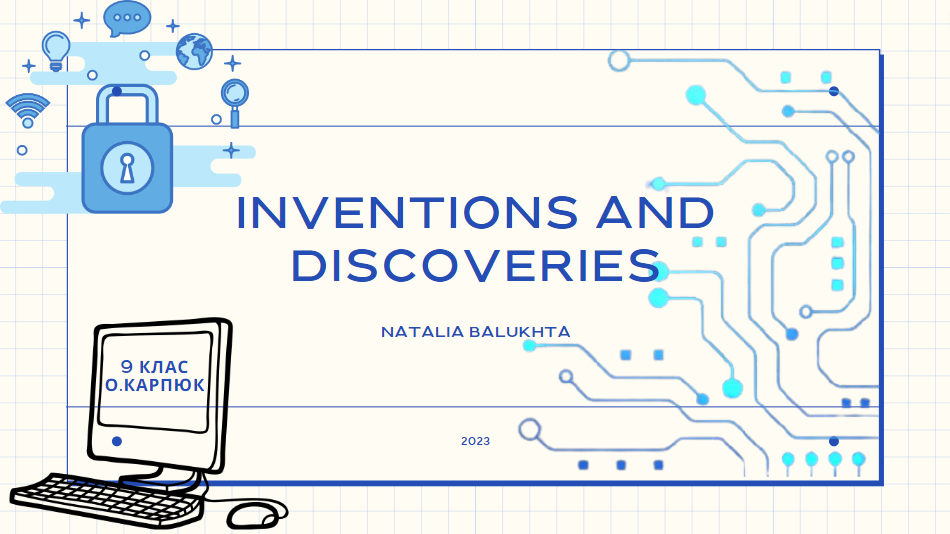 INVENTIONS AND
DISCOVERIES
NATALIA BALUKHTA
9 КЛАС
О.КАРПЮК
2023